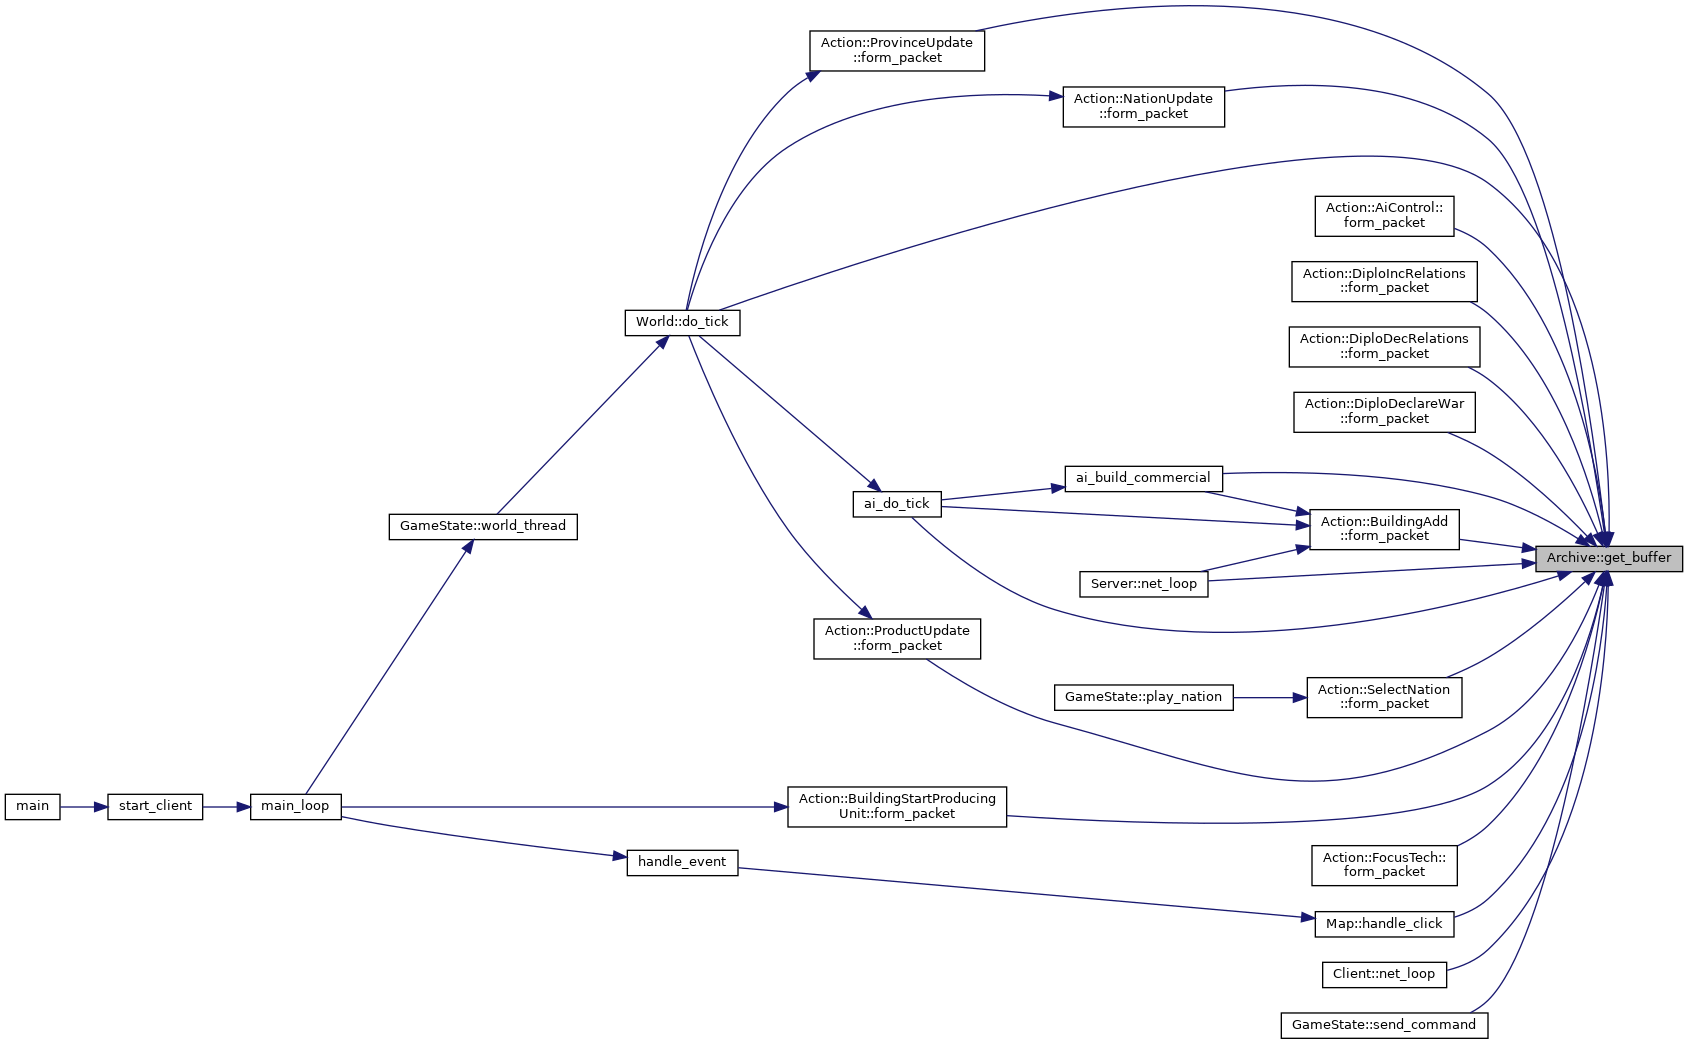 Action::ProvinceUpdate
::form_packet
Action::NationUpdate
::form_packet
Action::AiControl::
form_packet
Action::DiploIncRelations
::form_packet
World::do_tick
Action::DiploDecRelations
::form_packet
Action::DiploDeclareWar
::form_packet
ai_build_commercial
ai_do_tick
GameState::world_thread
Action::BuildingAdd
::form_packet
Archive::get_buffer
Server::net_loop
Action::ProductUpdate
::form_packet
GameState::play_nation
Action::SelectNation
::form_packet
main
start_client
main_loop
Action::BuildingStartProducing
Unit::form_packet
handle_event
Action::FocusTech::
form_packet
Map::handle_click
Client::net_loop
GameState::send_command